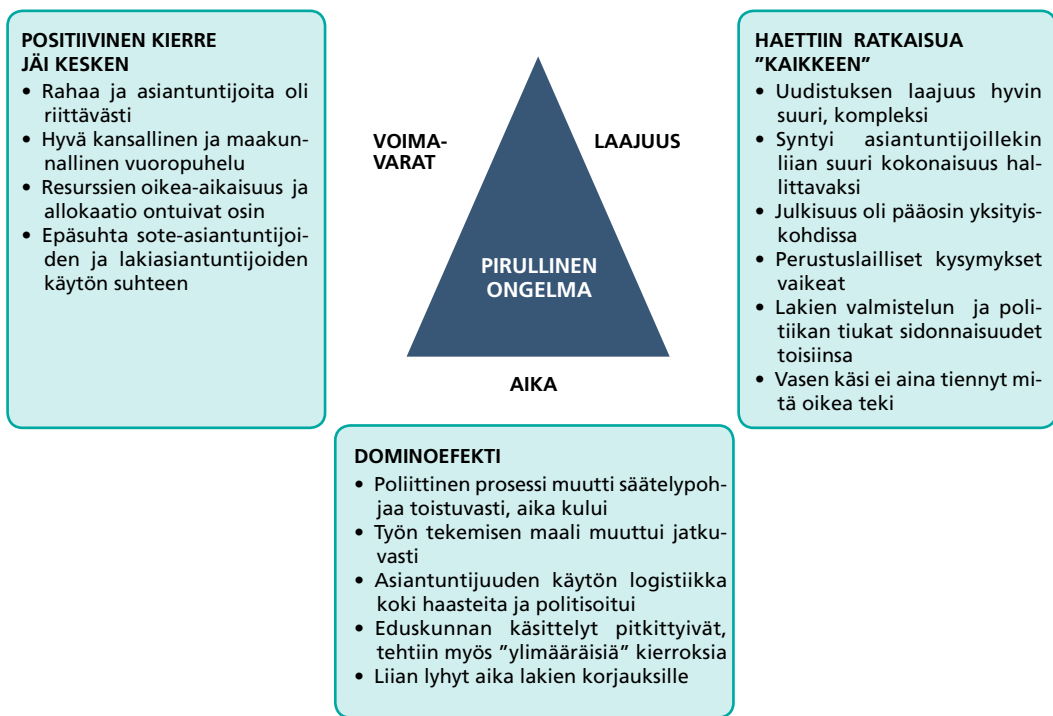 POSITIIVINEN KIERRE
JÄI KESKEN
• Rahaa ja asiantuntijoita oli
riittävästi
• Hyvä kansallinen ja maakun-
nallinen vuoropuhelu
• Resurssien oikea-aikaisuus ja
allokaatio ontuivat osin
• Epäsuhta sote-asiantuntijoi-
den ja lakiasiantuntijoiden
käytön suhteen
VOIMA-
VARAT
LAAJUUS
PIRULLINEN
ONGELMA
AIKA
HAETTIIN RATKAISUA
”KAIKKEEN”
• Uudistuksen laajuus hyvin
suuri, kompleksi
• Syntyi asiantuntijoillekin
liian suuri kokonaisuus hal-
littavaksi
• Julkisuus oli pääosin yksityis-
kohdissa
• Perustuslailliset kysymykset
vaikeat
• Lakien valmistelun ja poli-
tiikan tiukat sidonnaisuudet
toisiinsa
• Vasen käsi ei aina tiennyt mi-
tä oikea teki
DOMINOEFEKTI
• Poliittinen prosessi muutti säätelypoh-
jaa toistuvasti, aika kului
• Työn tekemisen maali muuttui jatku-
vasti
• Asiantuntijuuden käytön logistiikka
koki haasteita ja politisoitui
• Eduskunnan käsittelyt pitkittyivät,
tehtiin myös ”ylimääräisiä” kierroksia
• Liian lyhyt aika lakien korjauksille